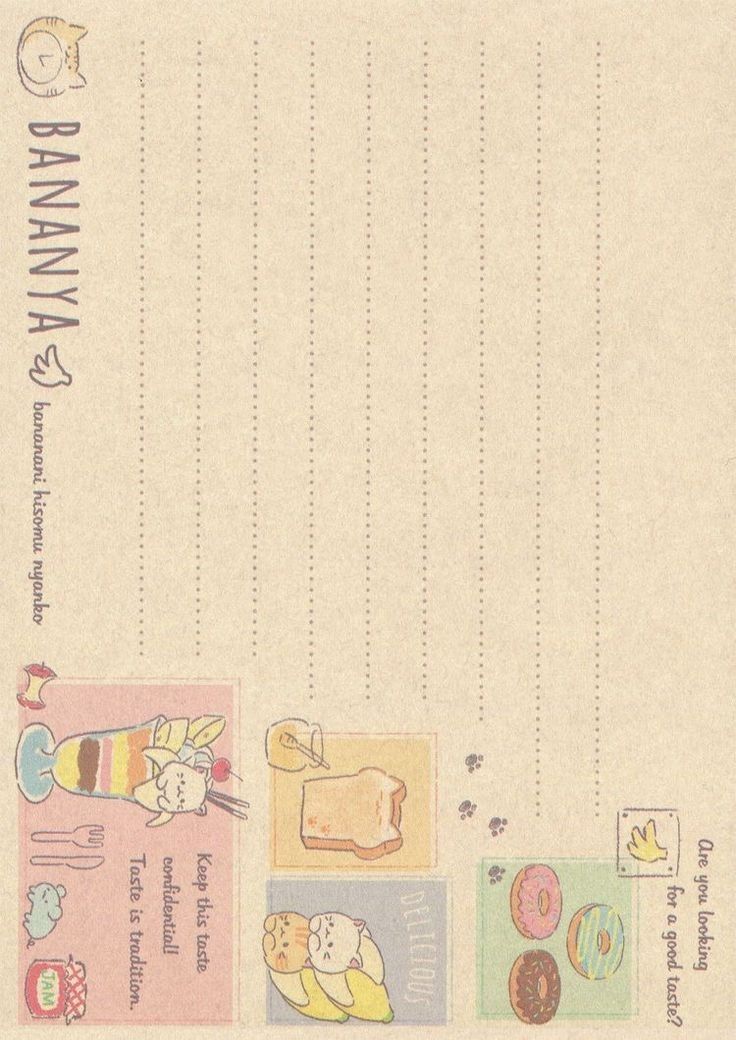 Are you looking
for a good taste?
DELICIOUS
Keep this taste
confidential!
Taste is tradition.
JAM
BANANYA
bananani hisomu nyanko